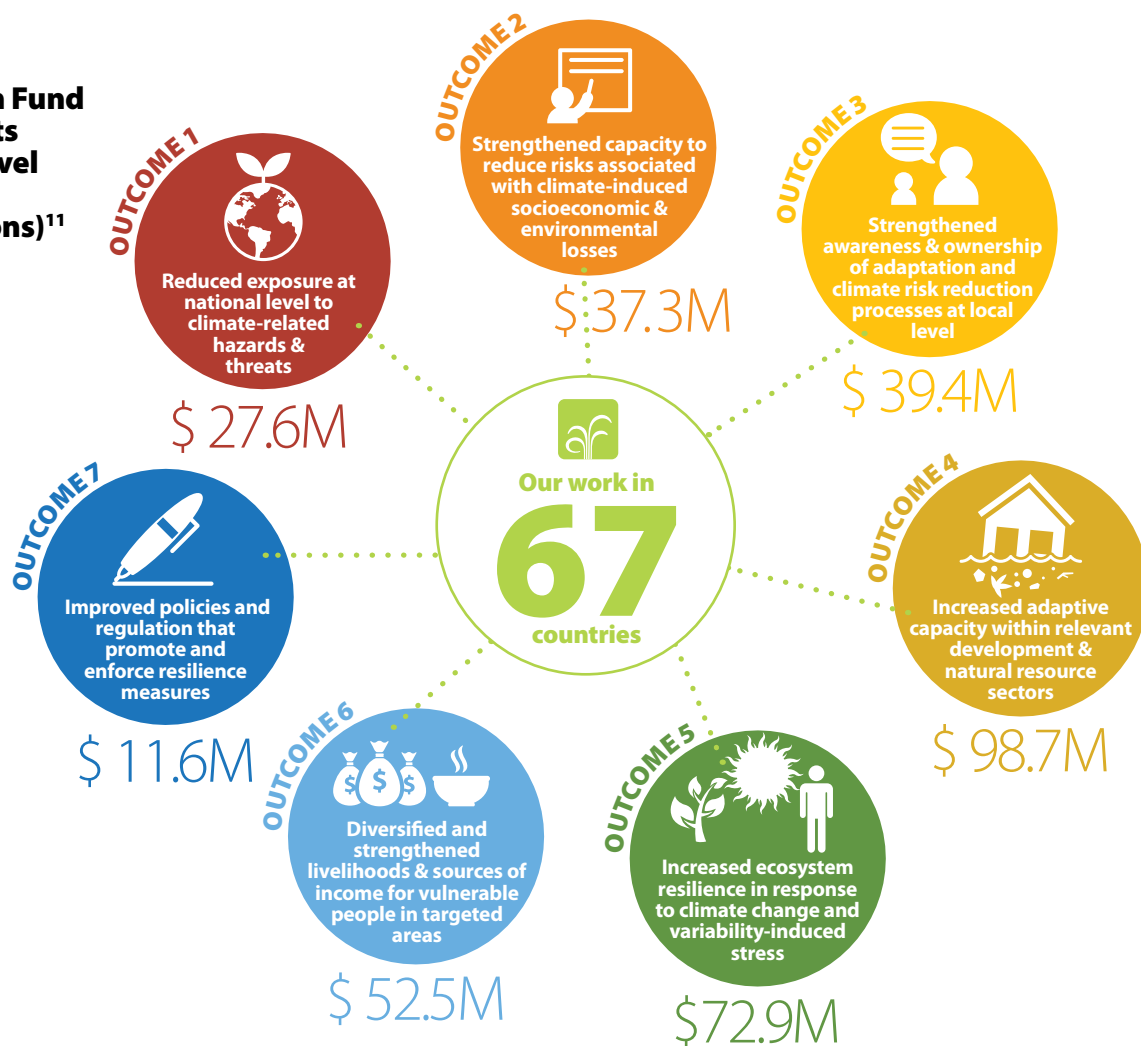 n Fund
ts
vel
ons)¹¹
OUTCOME 1
Reduced exposure at
national level to
climate-related
hazards &
threats
$ 27.6M
OUTCOME 2
Strengthened capacity to
reduce risks associated
with climate-induced
socioeconomic &
environmental
losses
$ 37.3M
OUTCOME 3
Strengthened
awareness & ownership
of adaptation and
climate risk reduction
processes at local
level
$ 39.4M
OUTCOME 4
Increased adaptive
capacity within relevant
development &
natural resource
sectors
$ 98.7M
OUTCOME 5
Increased ecosystem
resilience in response
to climate change and
variability-induced
stress
$72.9M
OUTCOME 6
$ $ $
Diversified and
strengthened
livelihoods & sources of
income for vulnerable
people in targeted
areas
$ 52.5M
OUTCOME 7
Improved policies and
regulation that
promote and
enforce resilience
measures
$ 11.6M
af
Our work in
67
countries